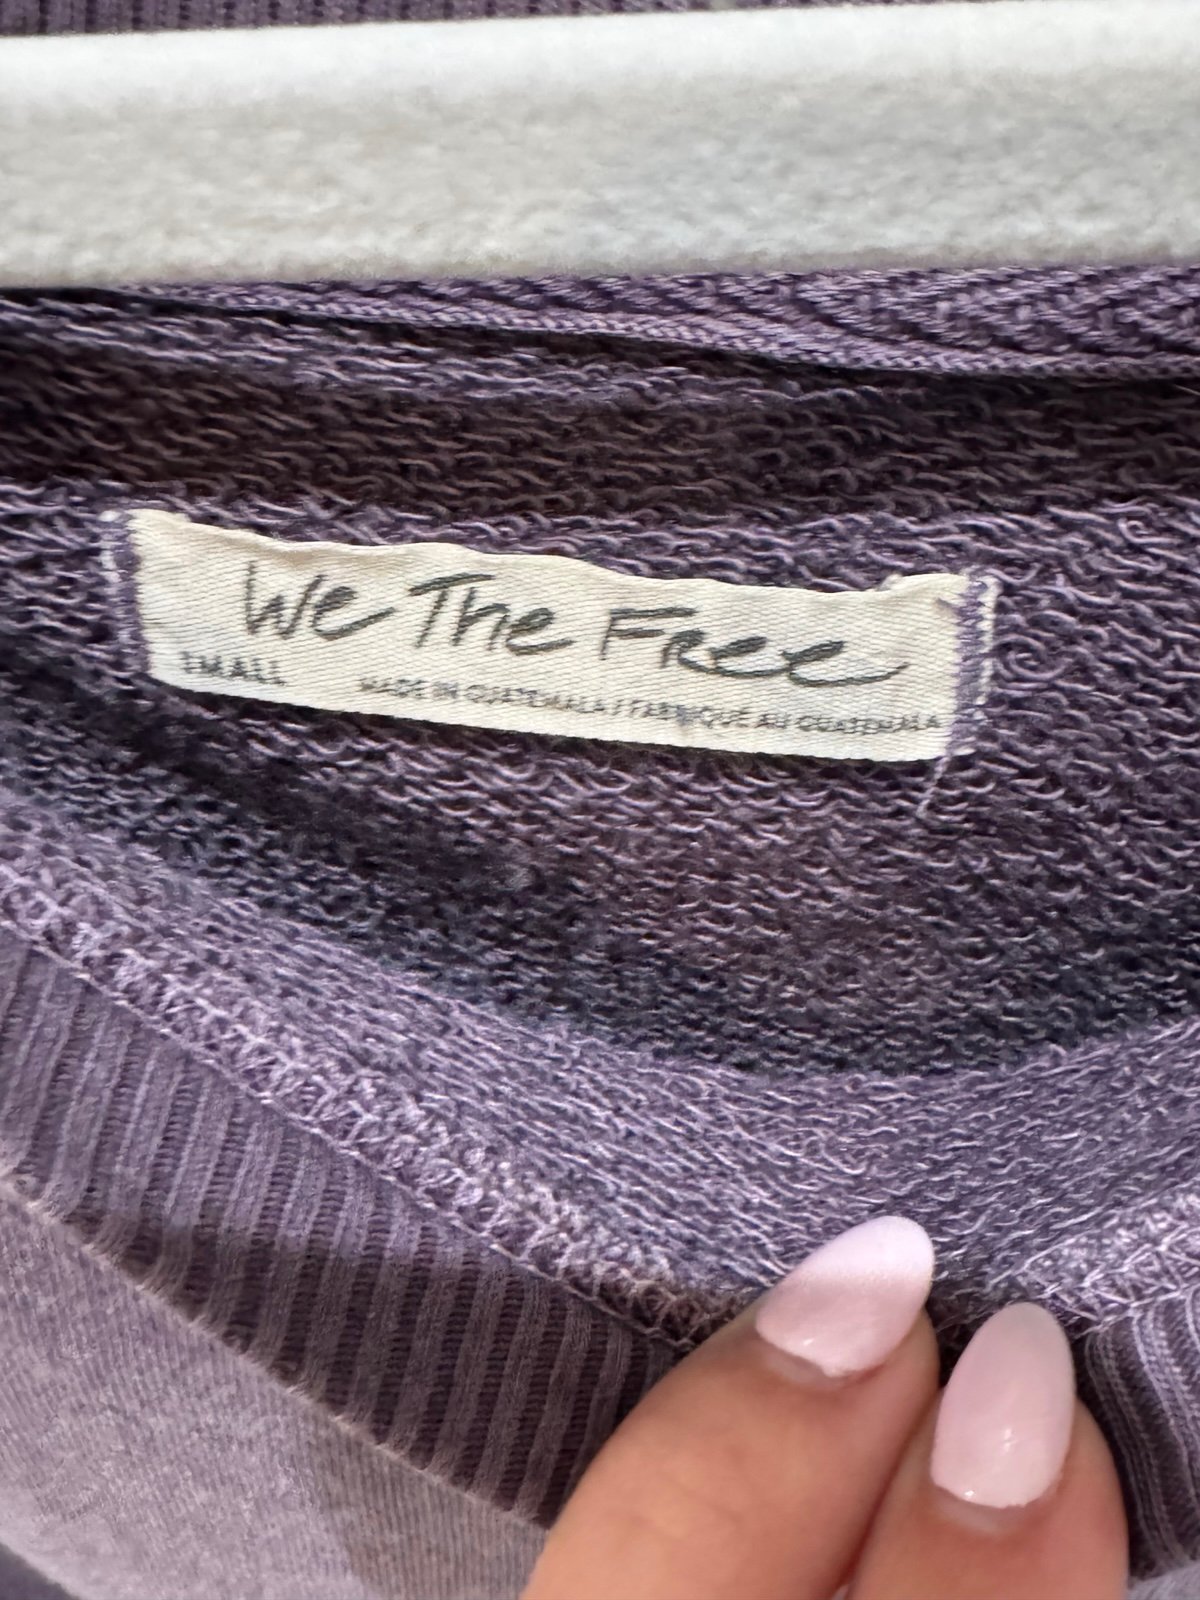 We The Free
SMALL
MADE IN GUATEMALA / FABRIQUÉ AU GUATEMALA